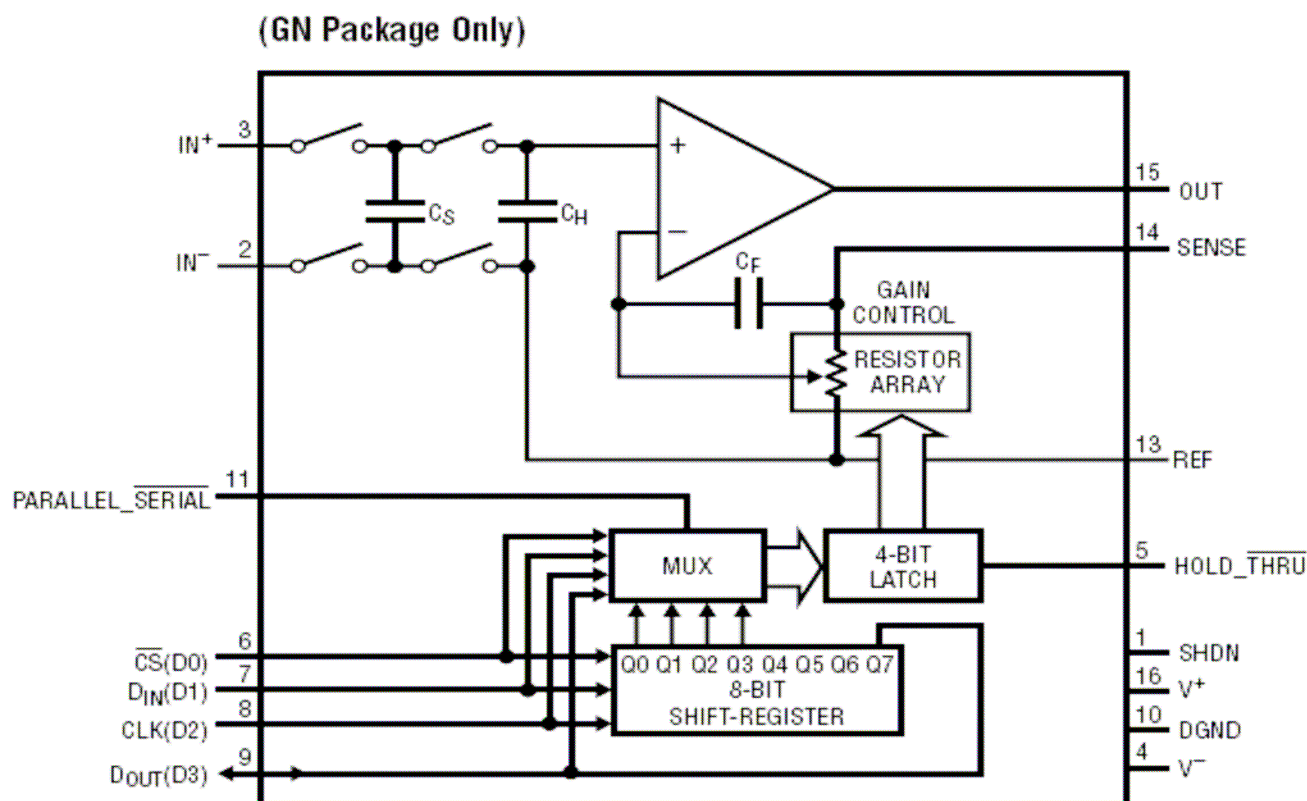 (GN Package Only)
IN+ 3
+
15 OUT
CS
CH
IN− 2
−
14 SENSE
CF
GAIN
CONTROL
RESISTOR
ARRAY
13 REF
PARALLEL_SERIAL 11
MUX
4-BIT
LATCH
5 HOLD_THRU
CS(D0) 6
Q0 Q1 Q2 Q3 Q4 Q5 Q6 Q7
1 SHDN
DIN(D1) 7
8-BIT
SHIFT-REGISTER
16 V+
CLK(D2) 8
10 DGND
DOUT(D3) 9
4 V−